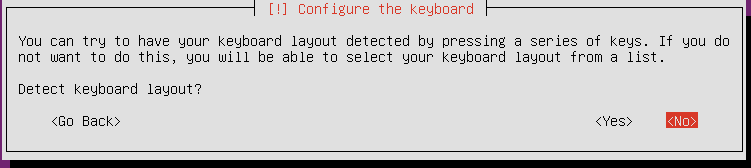 [!] Configure the keyboard
You can try to have your keyboard layout detected by pressing a series of keys. If you do
not want to do this, you will be able to select your keyboard layout from a list.
Detect keyboard layout?
<Go Back> <Yes> <No>